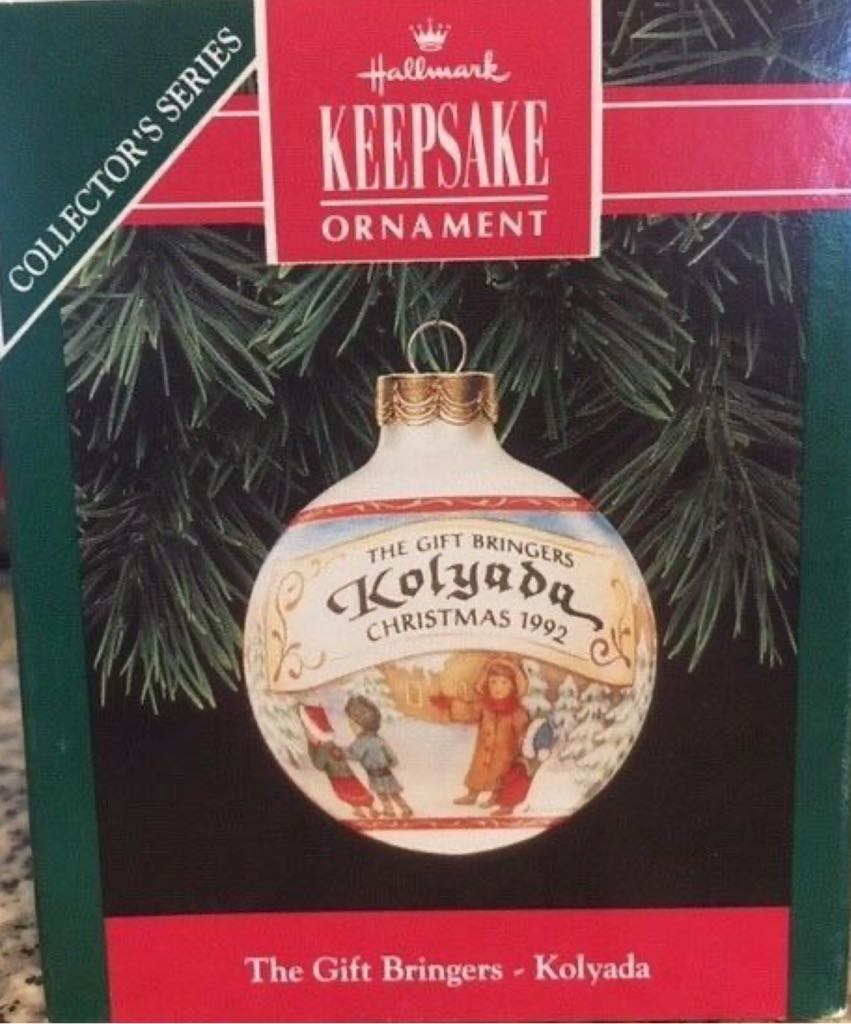 COLLECTOR'S SERIES
Hallmark
KEEPSAKE
ORNAMENT
THE GIFT BRINGERS
Kolyada
CHRISTMAS 1992
The Gift Bringers - Kolyada